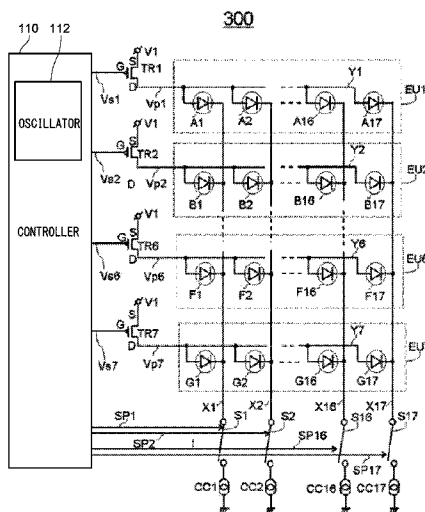 300
110
112
OSCILLATOR
CONTROLLER
V1
S
G
TR1
D
Vs1
Vp1
Y1
EU1
A1
A2
A16
A17
V1
S
G
TR2
D
Vs2
Vp2
Y2
B1
B2
B16
B17
V1
S
G
TR6
D
Vs6
Vp6
Y6
F1
F2
F16
F17
V1
S
G
TR7
D
Vs7
Vp7
Y7
G1
G2
G16
G17
X1
X2
X16
X17
SP1
S1
S2
S16
S17
SP2
SP16
SP17
CC1
CC2
CC16
CC17